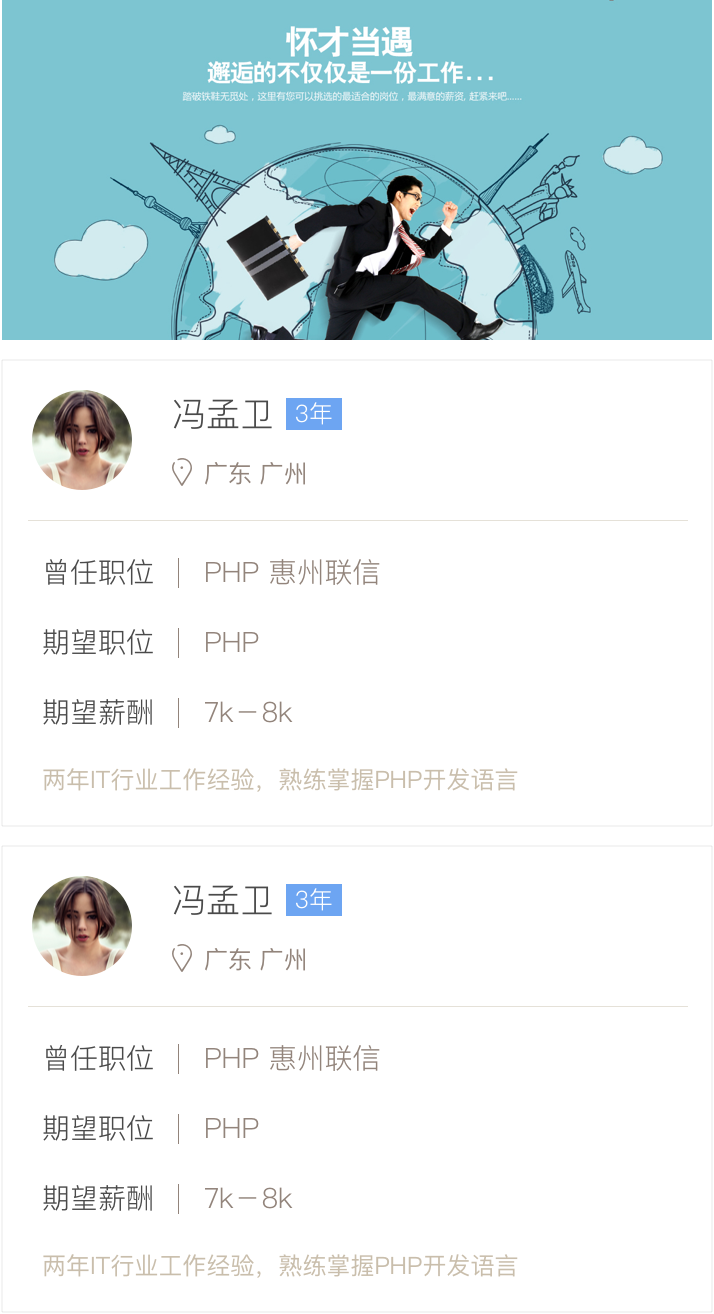 怀才当遇
邂逅的不仅仅是一份工作...
踏破铁鞋无觅处，这里有您可以挑选的最适合的岗位，最满意的薪资, 赶紧来吧......
冯孟卫 3年
广东 广州
曾任职位 | PHP 惠州联信
期望职位 | PHP
期望薪酬 | 7k－8k
两年IT行业工作经验，熟练掌握PHP开发语言
冯孟卫 3年
广东 广州
曾任职位 | PHP 惠州联信
期望职位 | PHP
期望薪酬 | 7k－8k
两年IT行业工作经验，熟练掌握PHP开发语言